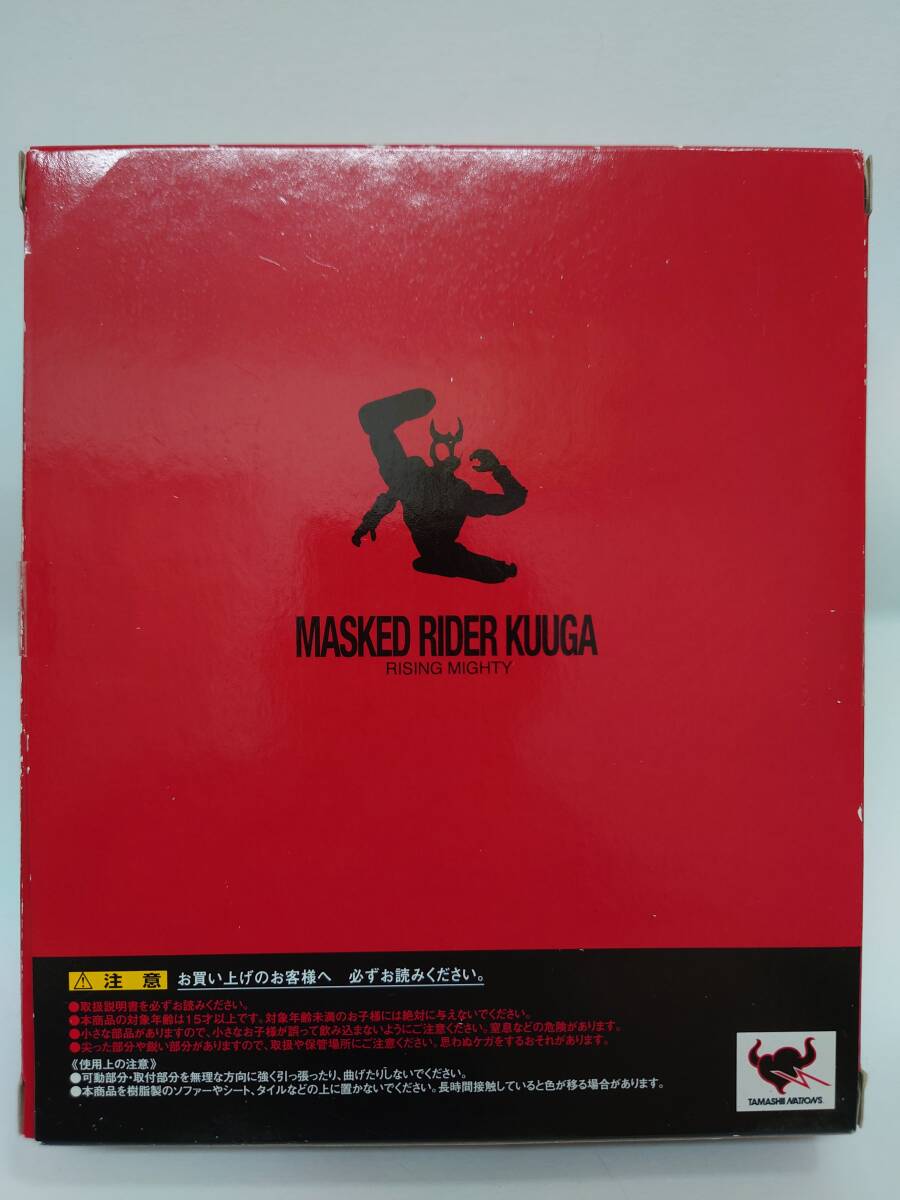 MASKED RIDER KUUGA
RISING MIGHTY
注意 お買い上げのお客様へ 必ずお読みください。
●取扱説明書を必ずお読みください。
●本商品の対象年齢は15才以上です。対象年齢未満のお子様には絶対に与えないでください。
●小さな部品がありますので、小さなお子様が誤って飲み込まないようにご注意ください。窒息などの危険があります。
●尖った部分や鋭い部分がありますので、取扱や保管場所にご注意ください。思わぬケガをするおそれがあります。
《使用上の注意》
●可動部分・取付部分を無理な方向に強く引っ張ったり、曲げたりしないでください。
●本商品を樹脂製のソファーやシート、タイルなどの上に置かないでください。長時間接触していると色が移る場合があります。
TAMASHII NATIONS